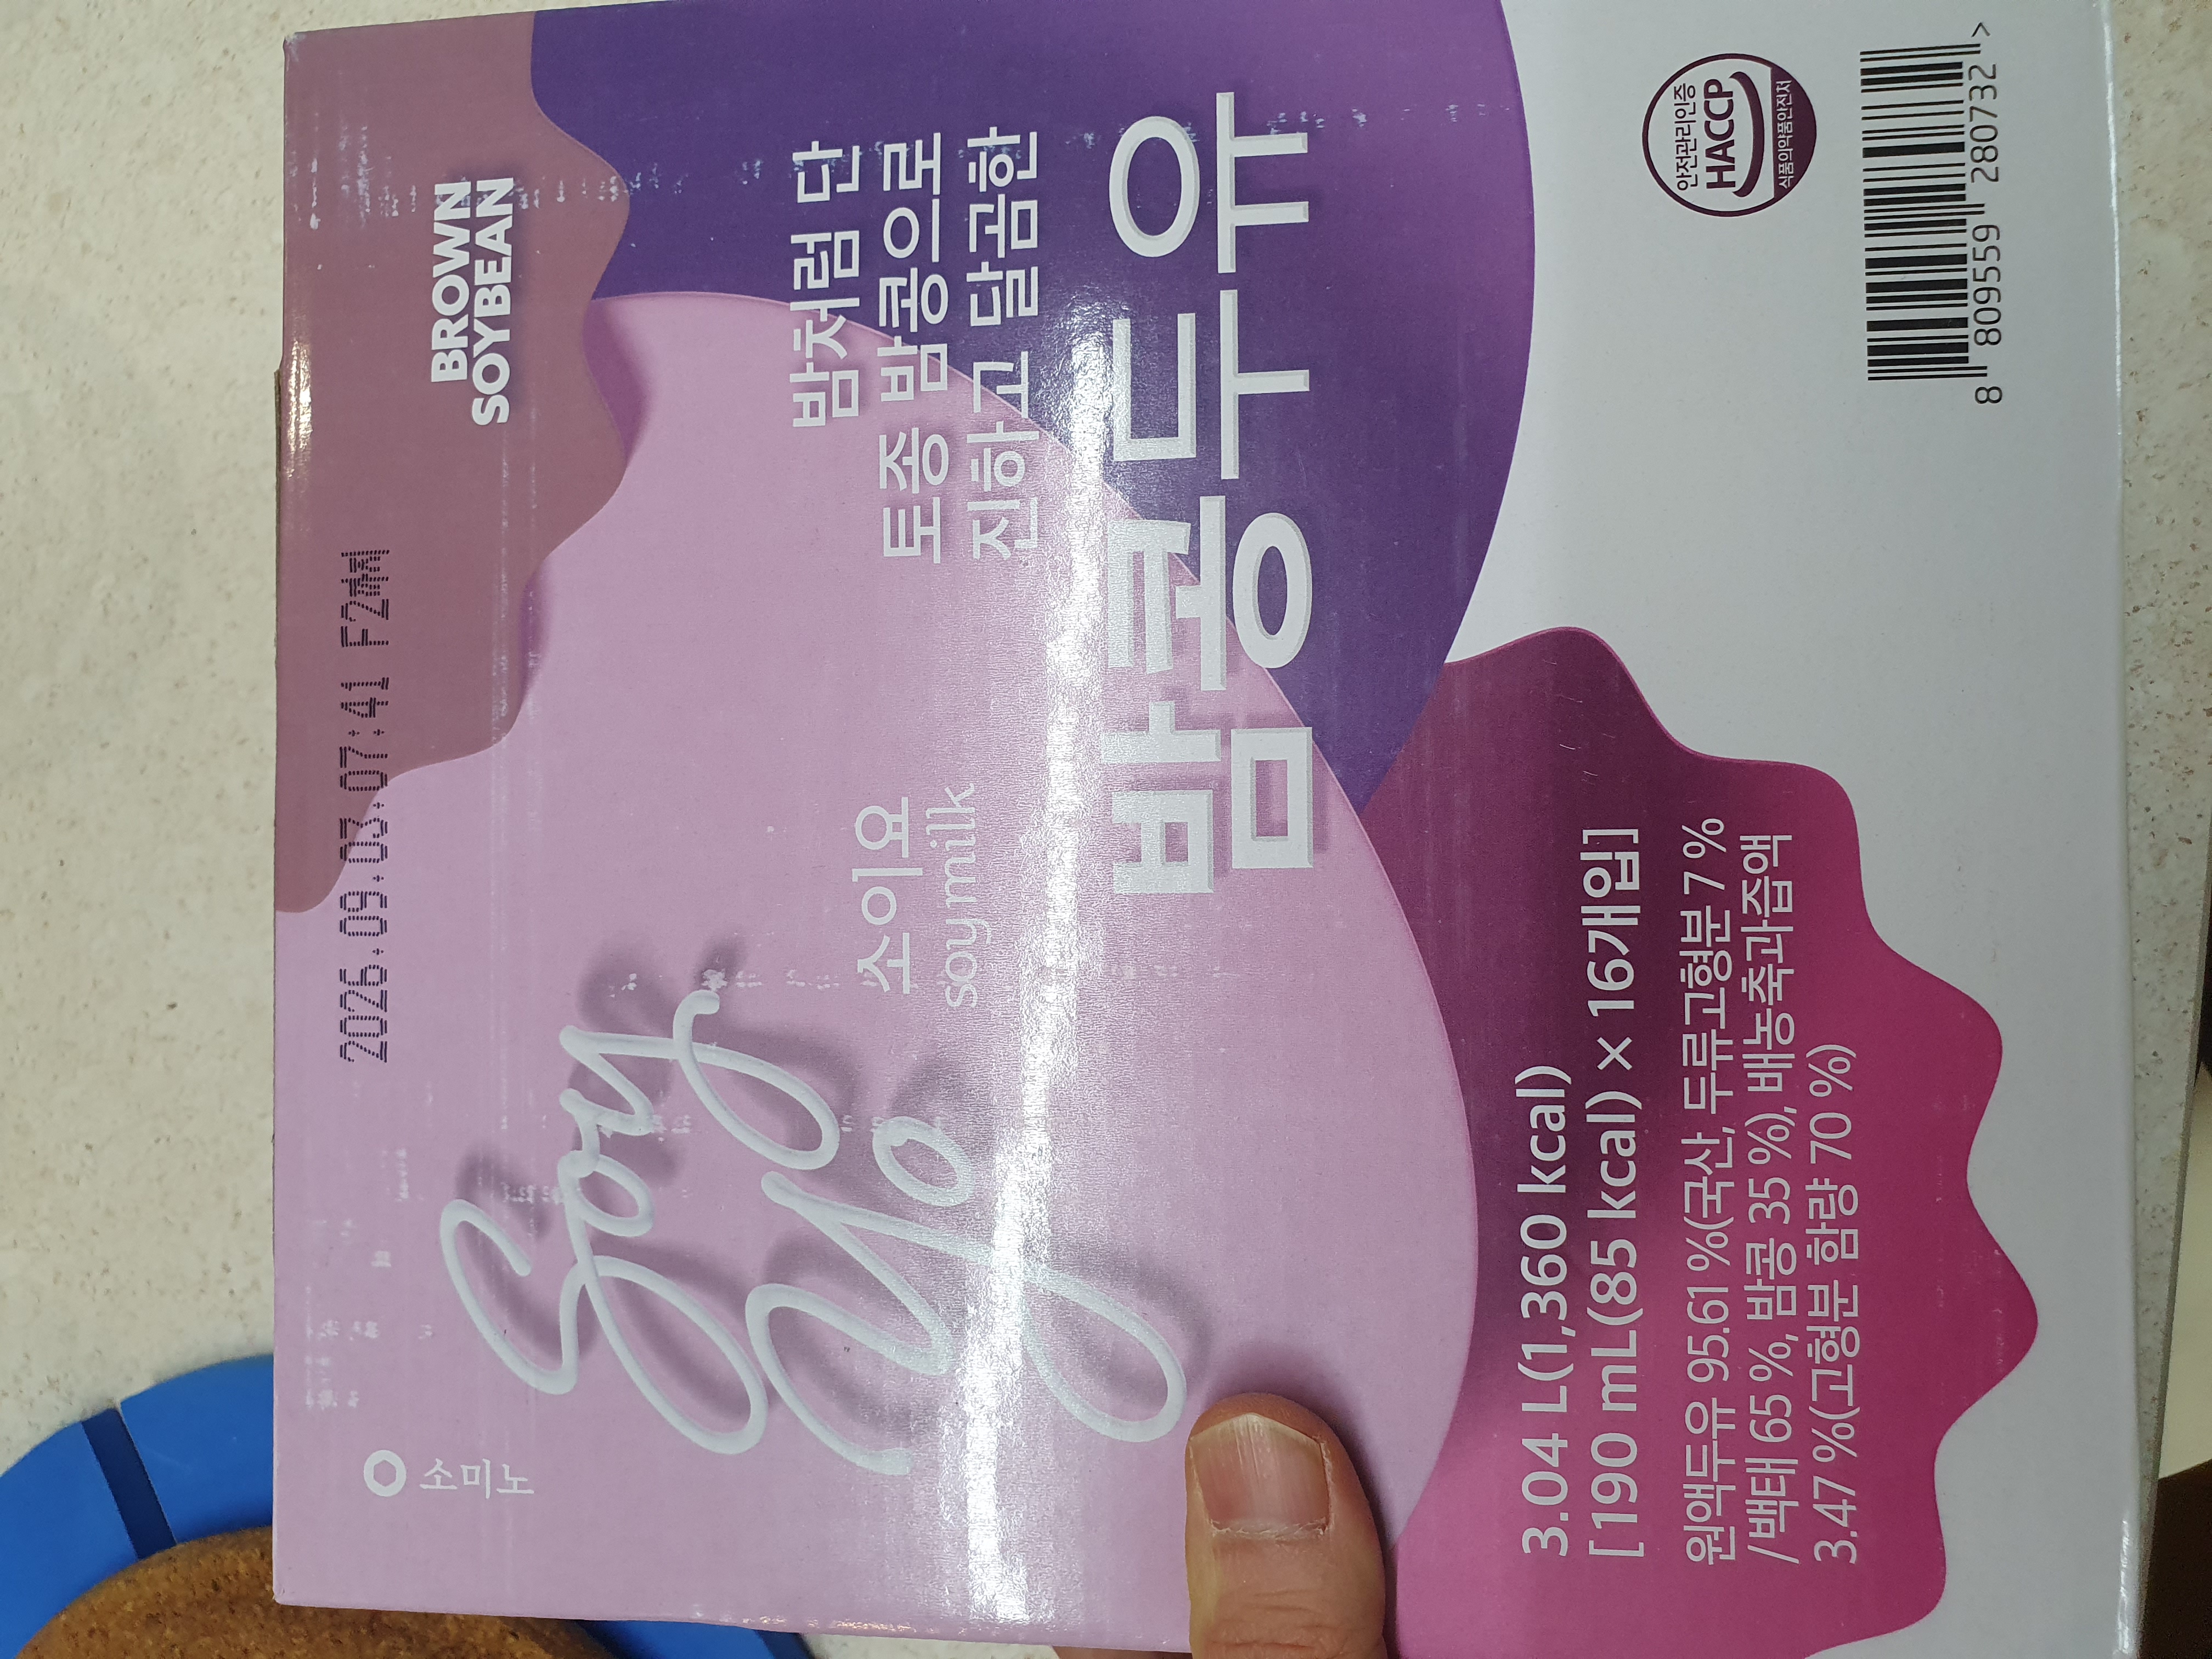 소미노
2026.09.03.07:41 F2
BROWN
SOYBEAN
Soy
Yo
소이요
soymilk
밤처럼 단
토종 밤콩으로
진하고 달콤한
밤콩두유
3.04 L(1,360 kcal)
[190 mL(85 kcal) × 16개입]
원액두유 95.61 %(국산, 두류고형분 7 %
/백태 65 %, 밤콩 35 %), 배농축과즙액
3.47 %(고형분 함량 70 %)
안전관리인증
HACCP
식품의약품안전처
8 809559 280732 >